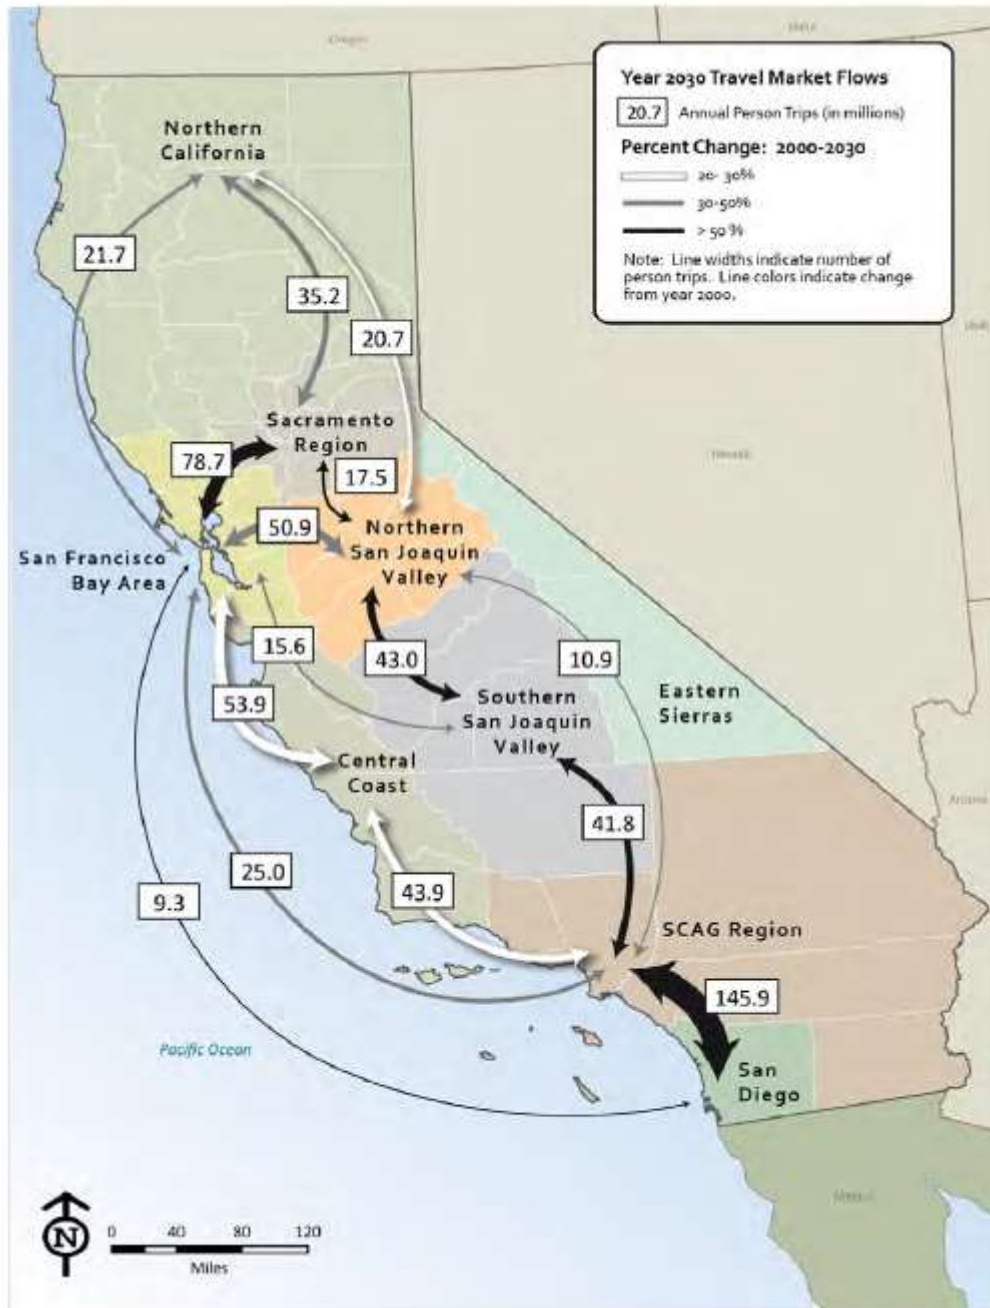 Oregon
Year 2030 Travel Market Flows
20.7 Annual Person Trips (in millions)
Percent Change: 2000-2030
20-30%
30-50%
> 50 %
Note: Line widths indicate number of
person trips. Line colors indicate change
from year 2000.
Northern
California
21.7
35.2
20.7
Sacramento
Region
78.7
17.5
Nevada
50.9
Northern
San Joaquin
Valley
San Francisco
Bay Area
15.6
43.0
10.9
53.9
Southern
San Joaquin
Valley
Eastern
Sierras
Central
Coast
Arizona
41.8
25.0
43.9
9.3
SCAG Region
145.9
Pacific Ocean
San
Diego
Mexico
N
0 40 80 120
Miles